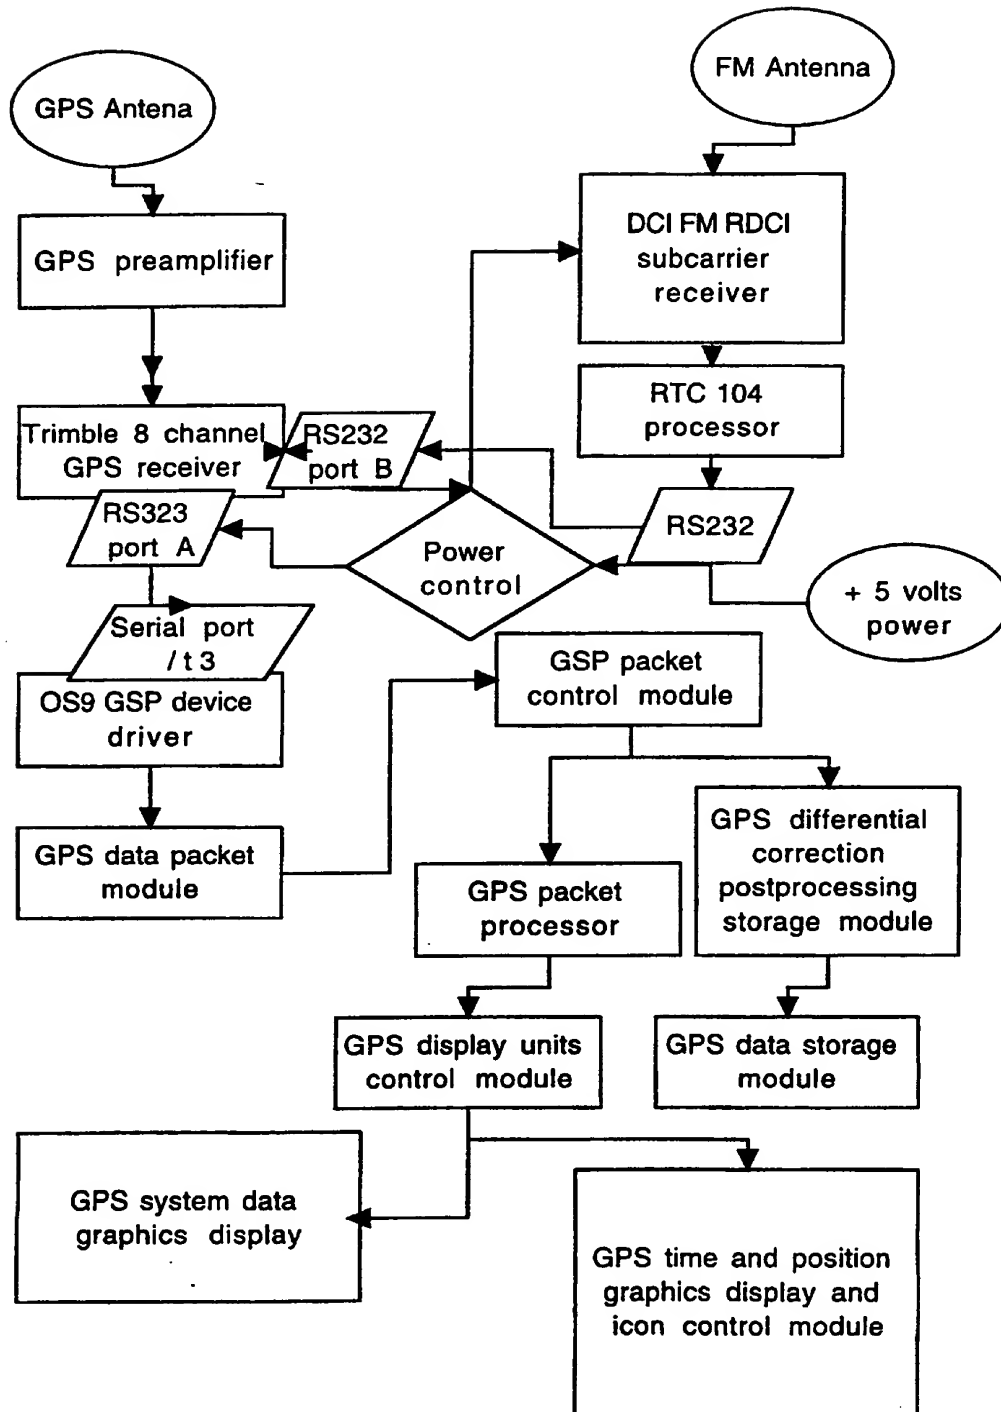 FM Antenna
GPS Antena
DCI FM RDCI
subcarrier
receiver
GPS preamplifier
RTC 104
processor
Trimble 8 channel
GPS receiver
RS232
port B
RS323
port A
RS232
Power
control
+ 5 volts
power
Serial port
/t3
OS9 GSP device
driver
GSP packet
control module
GPS data packet
module
GPS differential
correction
postprocessing
storage module
GPS packet
processor
GPS display units
control module
GPS data storage
module
GPS system data
graphics display
GPS time and position
graphics display and
icon control module